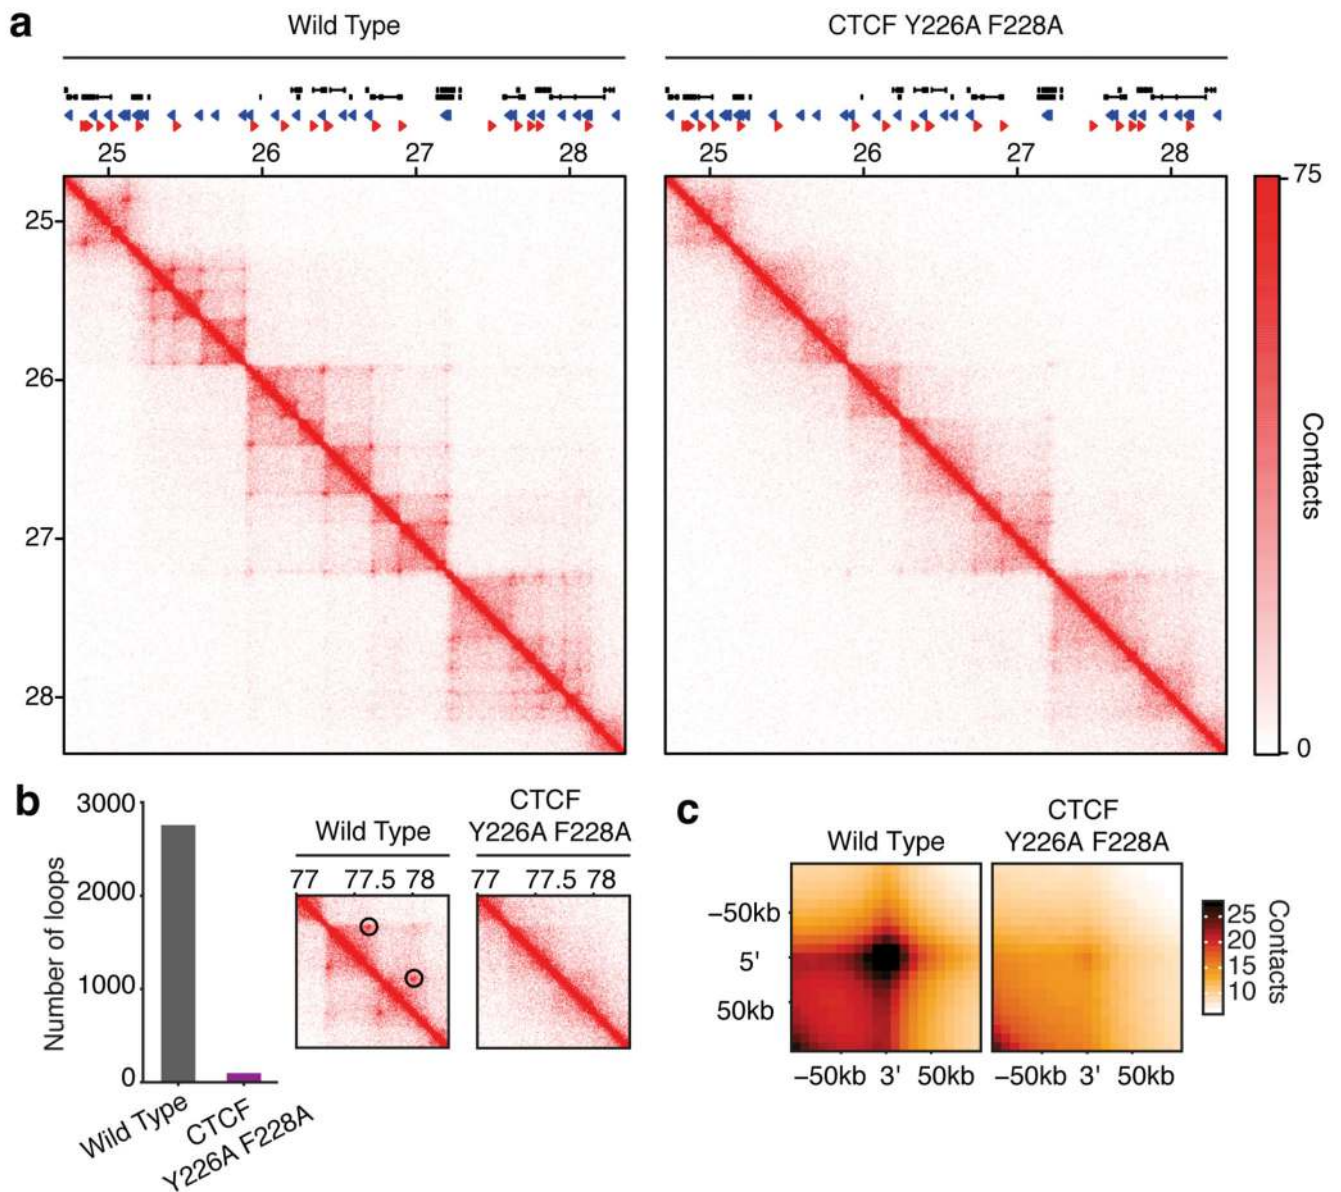 a
Wild Type
CTCF Y226A F228A
25 26 27 28
25 26 27 28
25
26
27
28
75
Contacts
0
b
Number of loops
3000
2000
1000
0
Wild Type
CTCF
Y226A F228A
Wild Type
77 77.5 78
CTCF
Y226A F228A
77 77.5 78
c
Wild Type
CTCF
Y226A F228A
−50kb
5'
50kb
−50kb 3' 50kb
−50kb 3' 50kb
25
20
15
10
Contacts